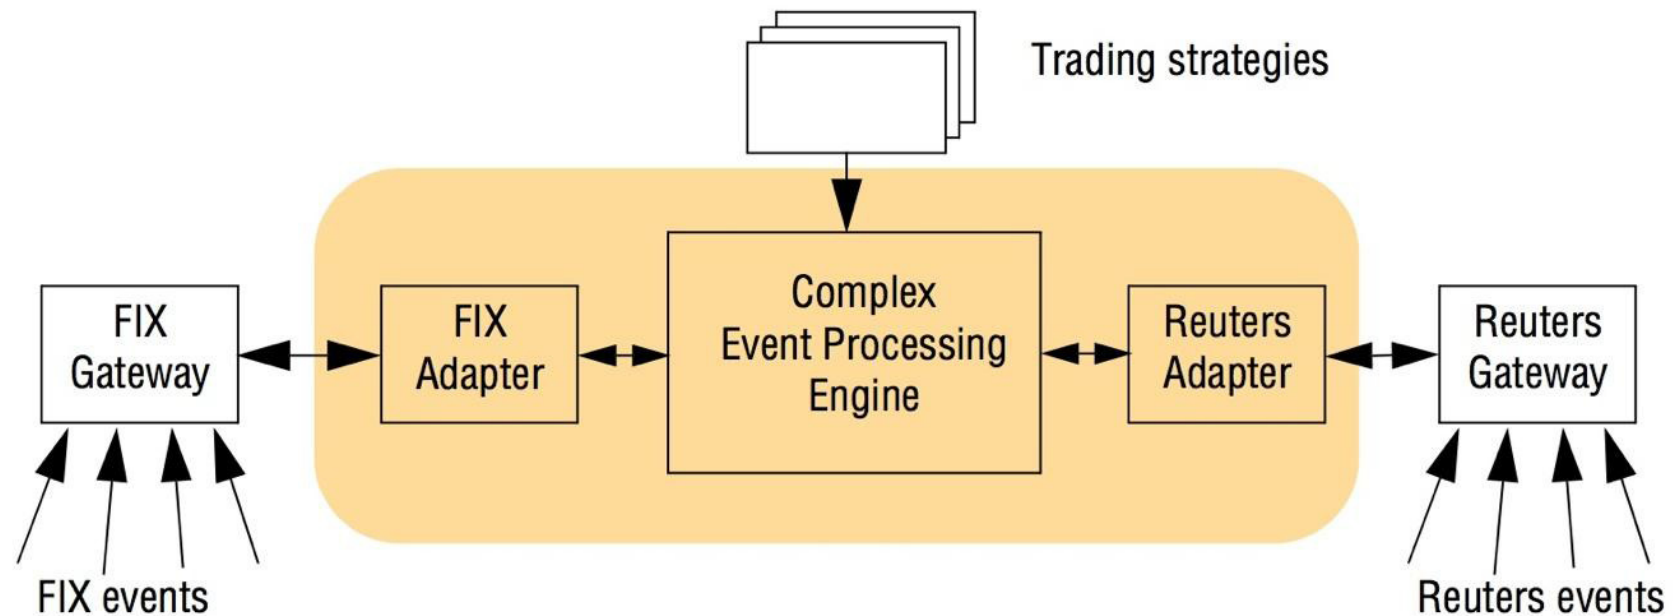 Trading strategies
FIX
Gateway
FIX
Adapter
Complex
Event Processing
Engine
Reuters
Adapter
Reuters
Gateway
FIX events
Reuters events